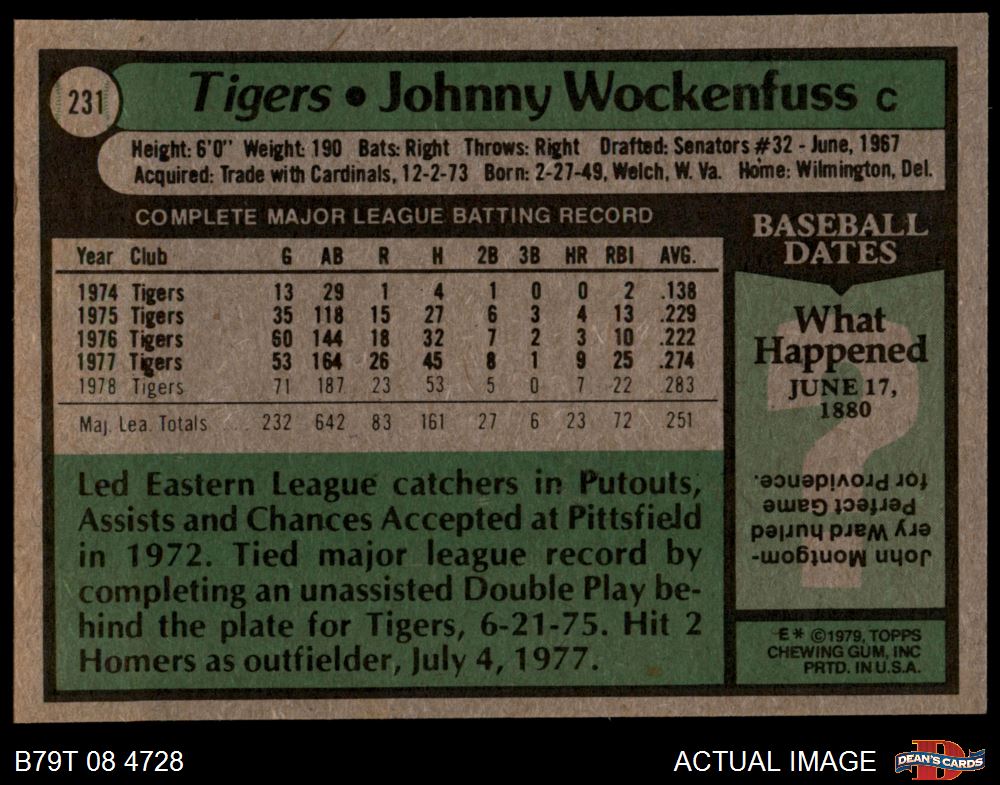 231
Tigers • Johnny Wockenfuss C
Height: 6'0" Weight: 190 Bats: Right Throws: Right Drafted: Senators #32 - June, 1967
Acquired: Trade with Cardinals, 12-2-73 Born: 2-27-49, Welch, W. Va. Home: Wilmington, Del.
COMPLETE MAJOR LEAGUE BATTING RECORD
Year Club G AB R H 2B 3B HR RBI AVG.
1974 Tigers 13 29 1 4 1 0 0 2 .138
1975 Tigers 35 118 15 27 6 3 4 13 .229
1976 Tigers 60 144 18 32 7 2 3 10 .222
1977 Tigers 53 164 26 45 8 1 9 25 .274
1978 Tigers 71 187 23 53 5 0 7 22 283
Maj. Lea. Totals 232 642 83 161 27 6 23 72 251
Led Eastern League catchers in Putouts,
Assists and Chances Accepted at Pittsfield
in 1972. Tied major league record by
completing an unassisted Double Play be-
hind the plate for Tigers, 6-21-75. Hit 2
Homers as outfielder, July 4, 1977.
BASEBALL
DATES
What
Happened
JUNE 17,
1880
?
John Montgom-
ery Ward hurled
Perfect Game
for Providence.
E* ©1979, TOPPS
CHEWING GUM, INC
PRTD. IN U.S.A.
B79T 08 4728
ACTUAL IMAGE
D
DEAN'S CARDS